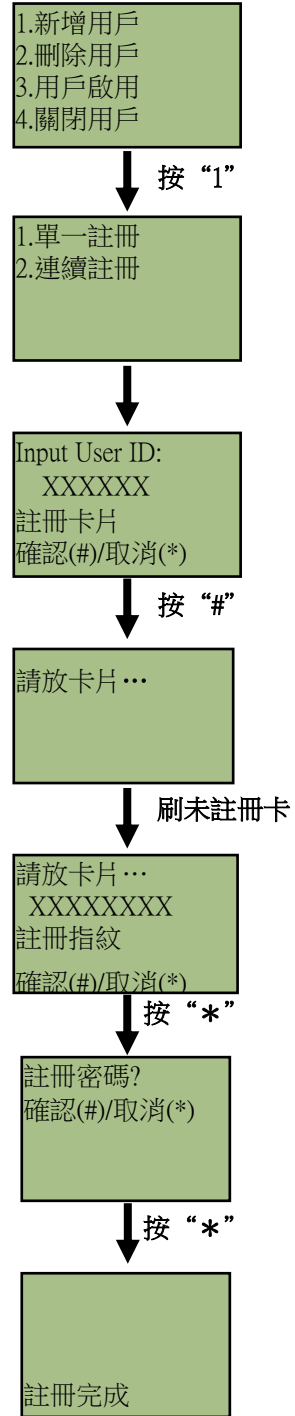 1.新增用戶
2.刪除用戶
3.用戶啟用
4.關閉用戶
按“1”
1.單一註冊
2.連續註冊
Input User ID:
XXXXXX
註冊卡片
確認(#)/取消(*)
按“#”
請放卡片…
刷未註冊卡
請放卡片…
XXXXXXXX
註冊指紋
確認(#)/取消(*)
按“*”
註冊密碼?
確認(#)/取消(*)
按“*”
註冊完成